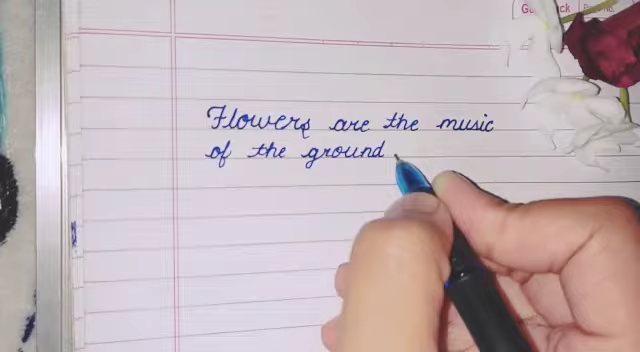 Flowers are the music
of the ground